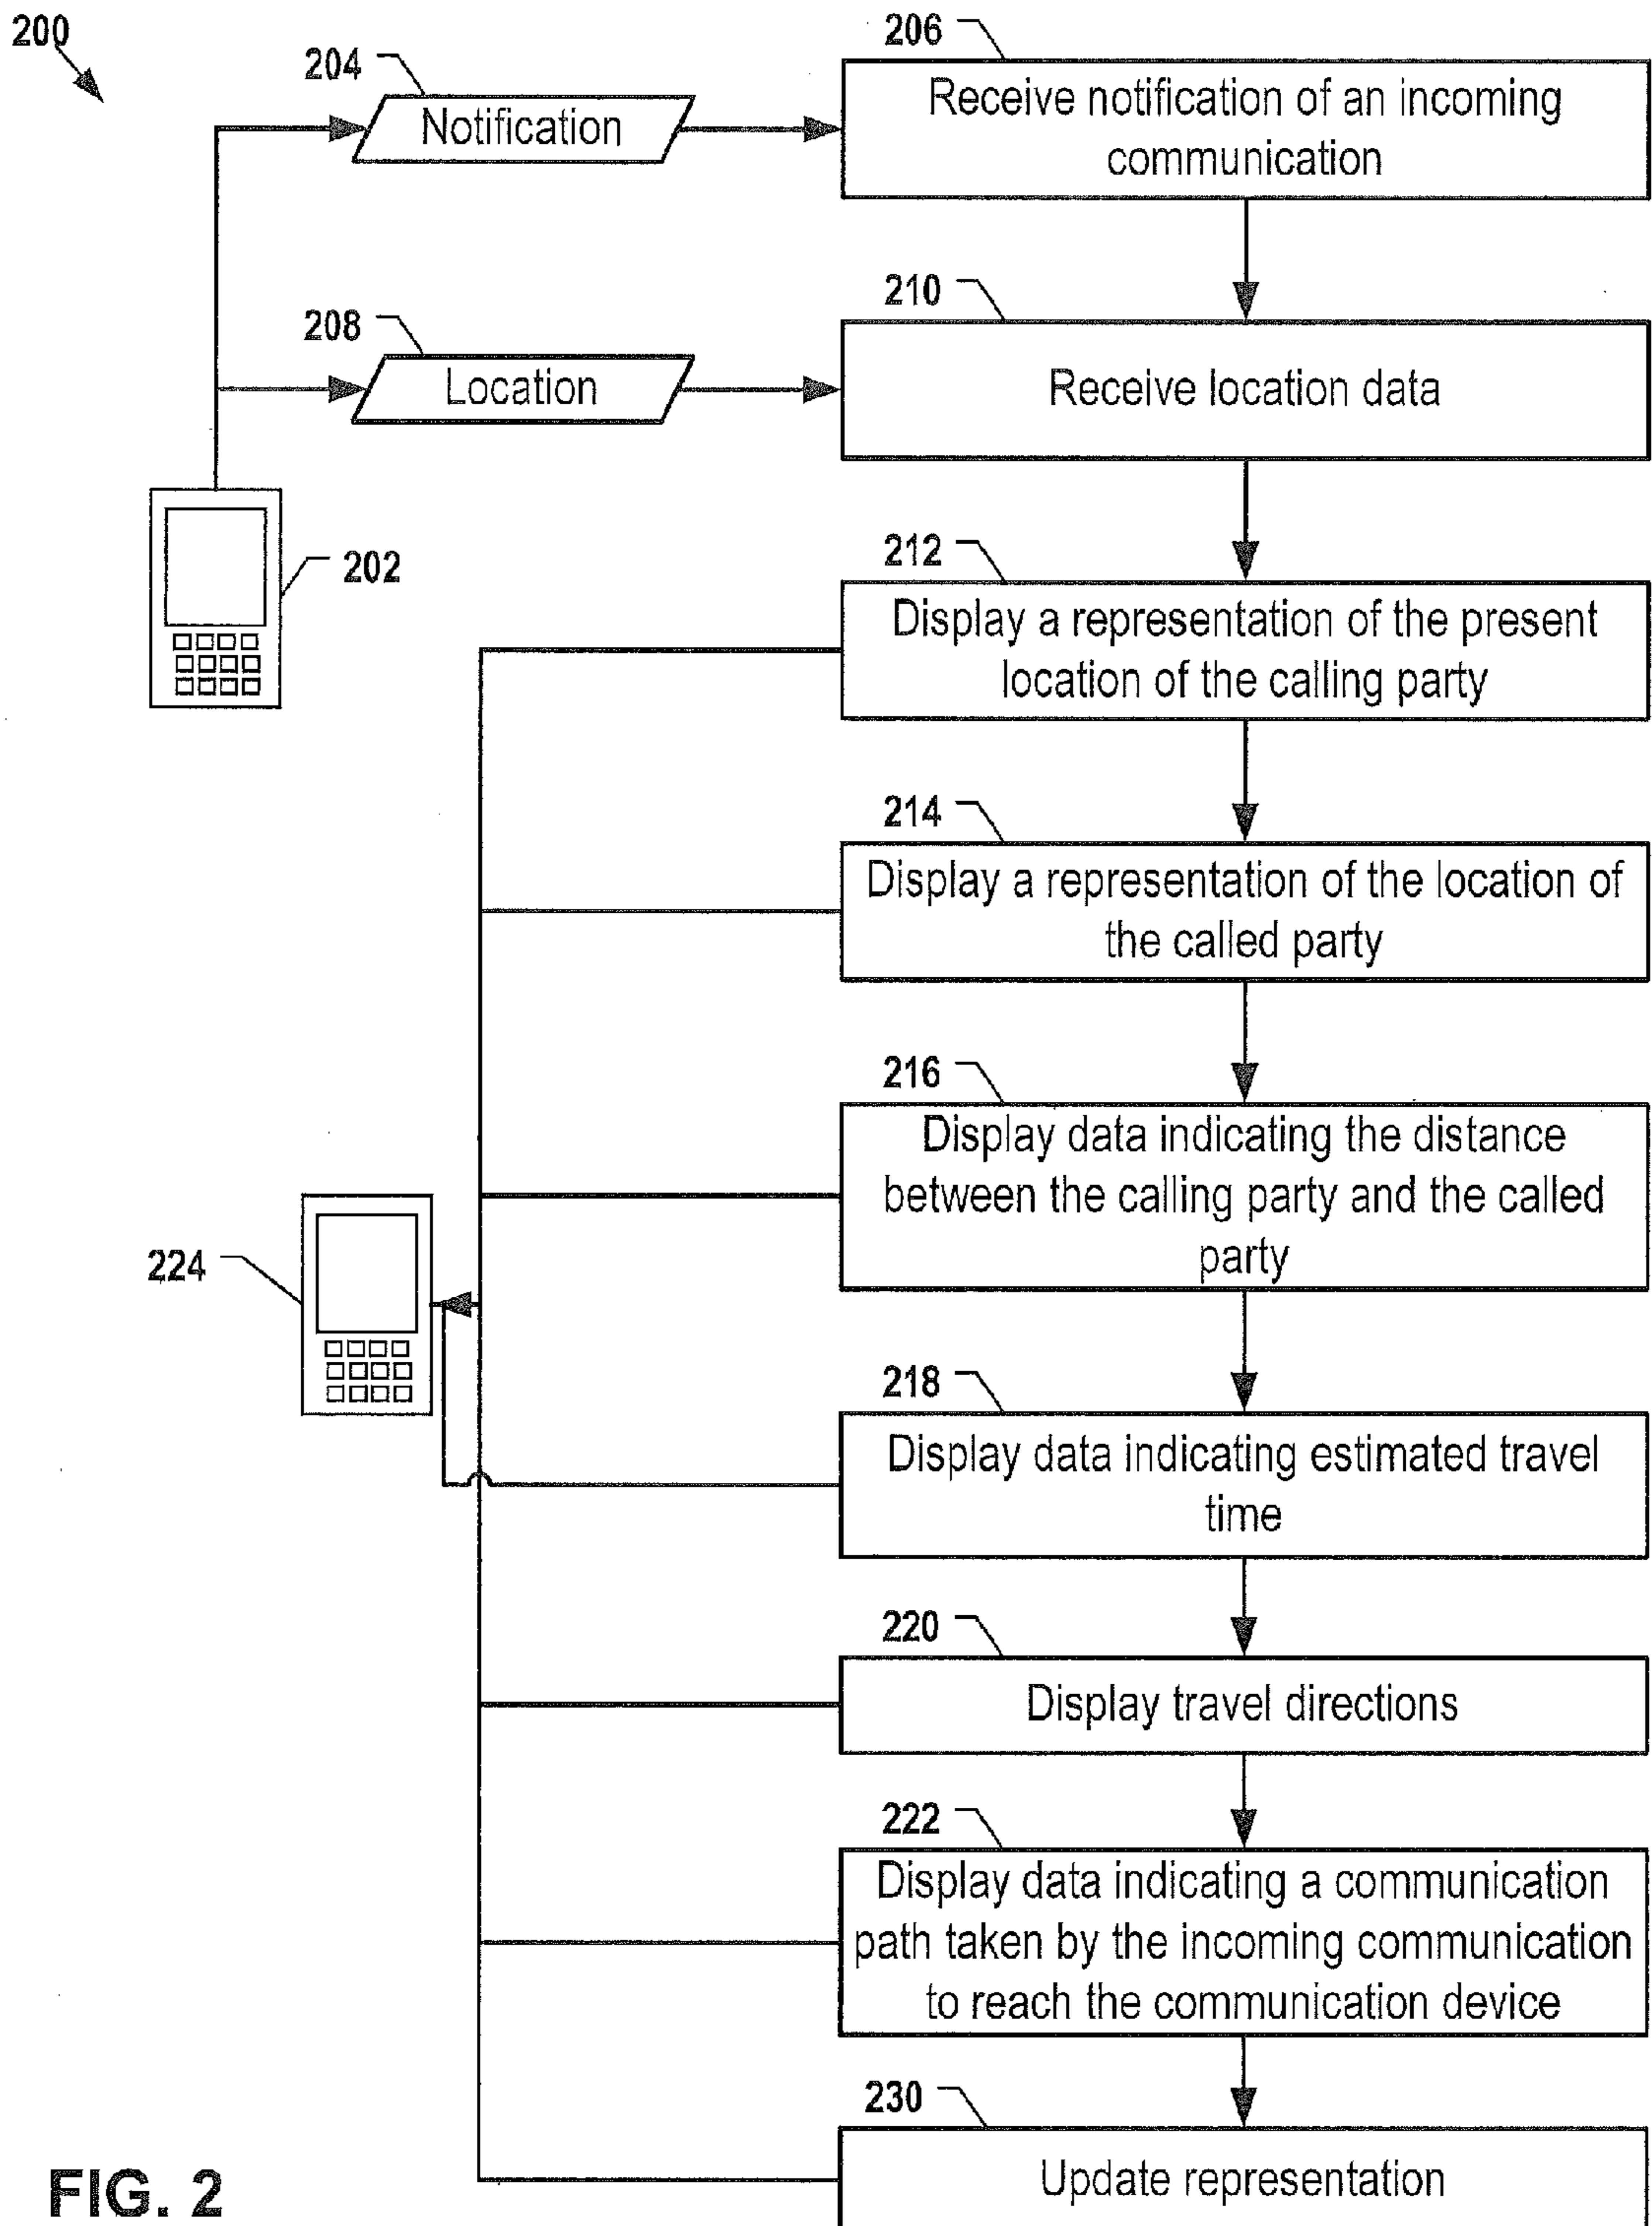 200
204
Notification
206
Receive notification of an incoming
communication
208
Location
210
Receive location data
202
212
Display a representation of the present
location of the calling party
214
Display a representation of the location of
the called party
216
Display data indicating the distance
between the calling party and the called
party
224
218
Display data indicating estimated travel
time
220
Display travel directions
222
Display data indicating a communication
path taken by the incoming communication
to reach the communication device
230
Update representation
FIG. 2